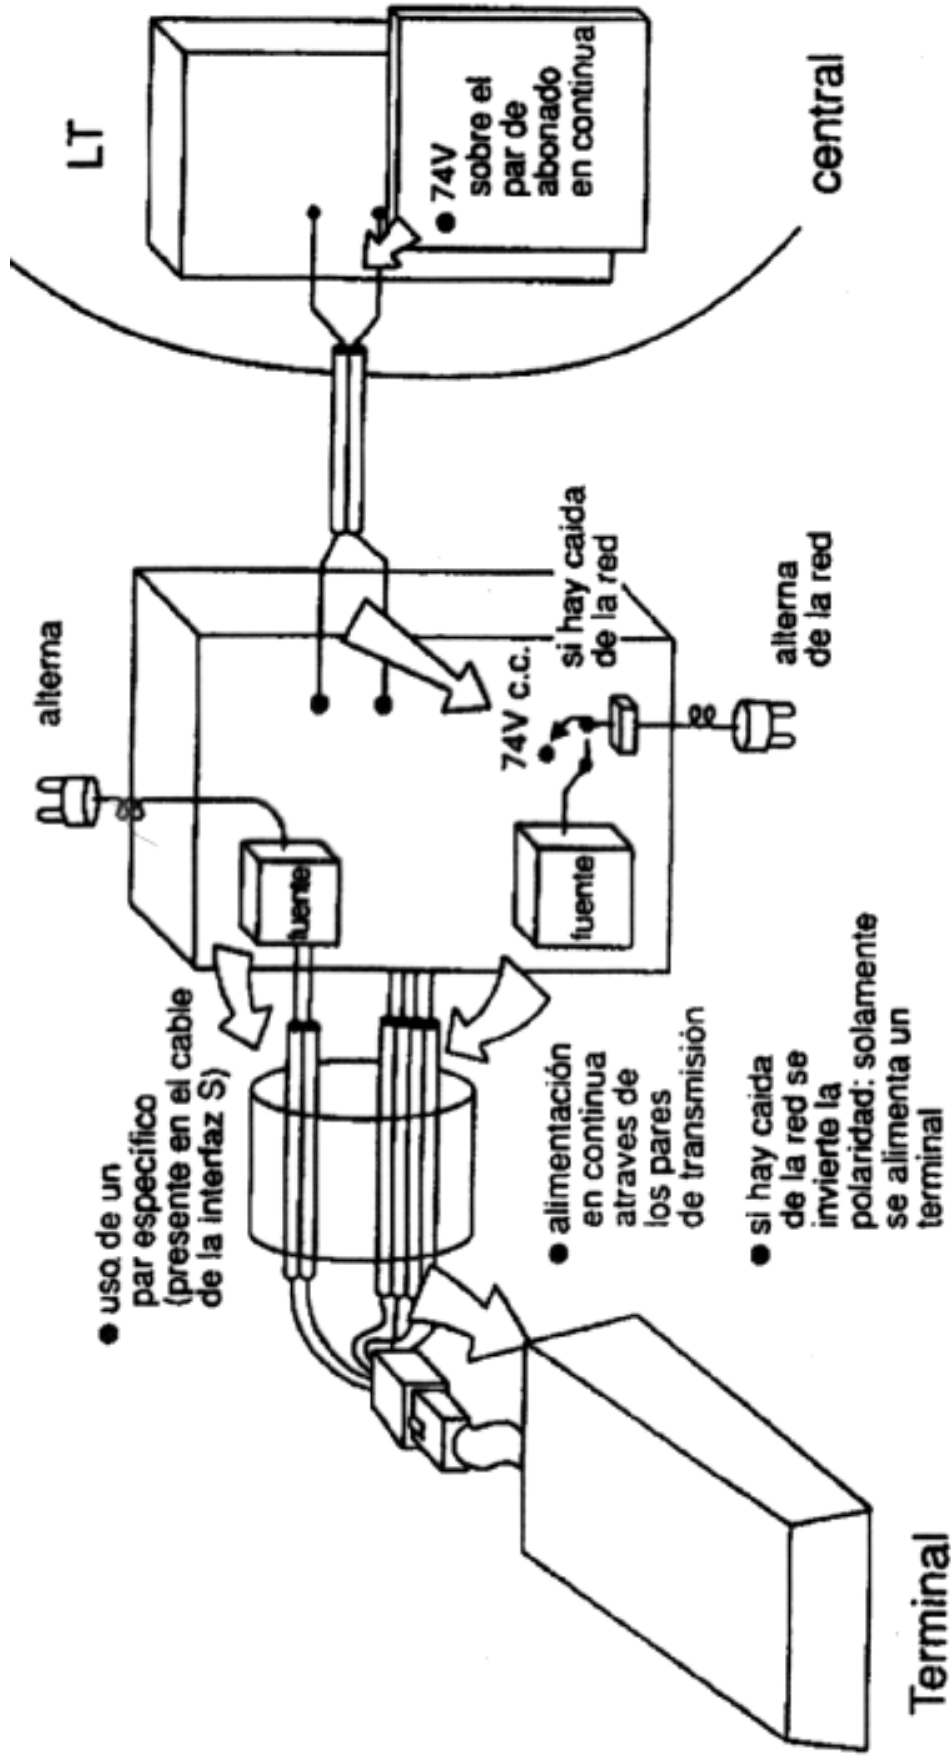 LT
● 74V
sobre el
par de
abonado
en continua
central
alterna
fuente
74V c.c.
si hay caida
de la red
fuente
alterna
de la red
● uso de un
par específico
(presente en el cable
de la interfaz S)
● alimentación
en continua
atraves de
los pares
de transmisión
● si hay caida
de la red se
invierte la
polaridad: solamente
se alimenta un
terminal
Terminal